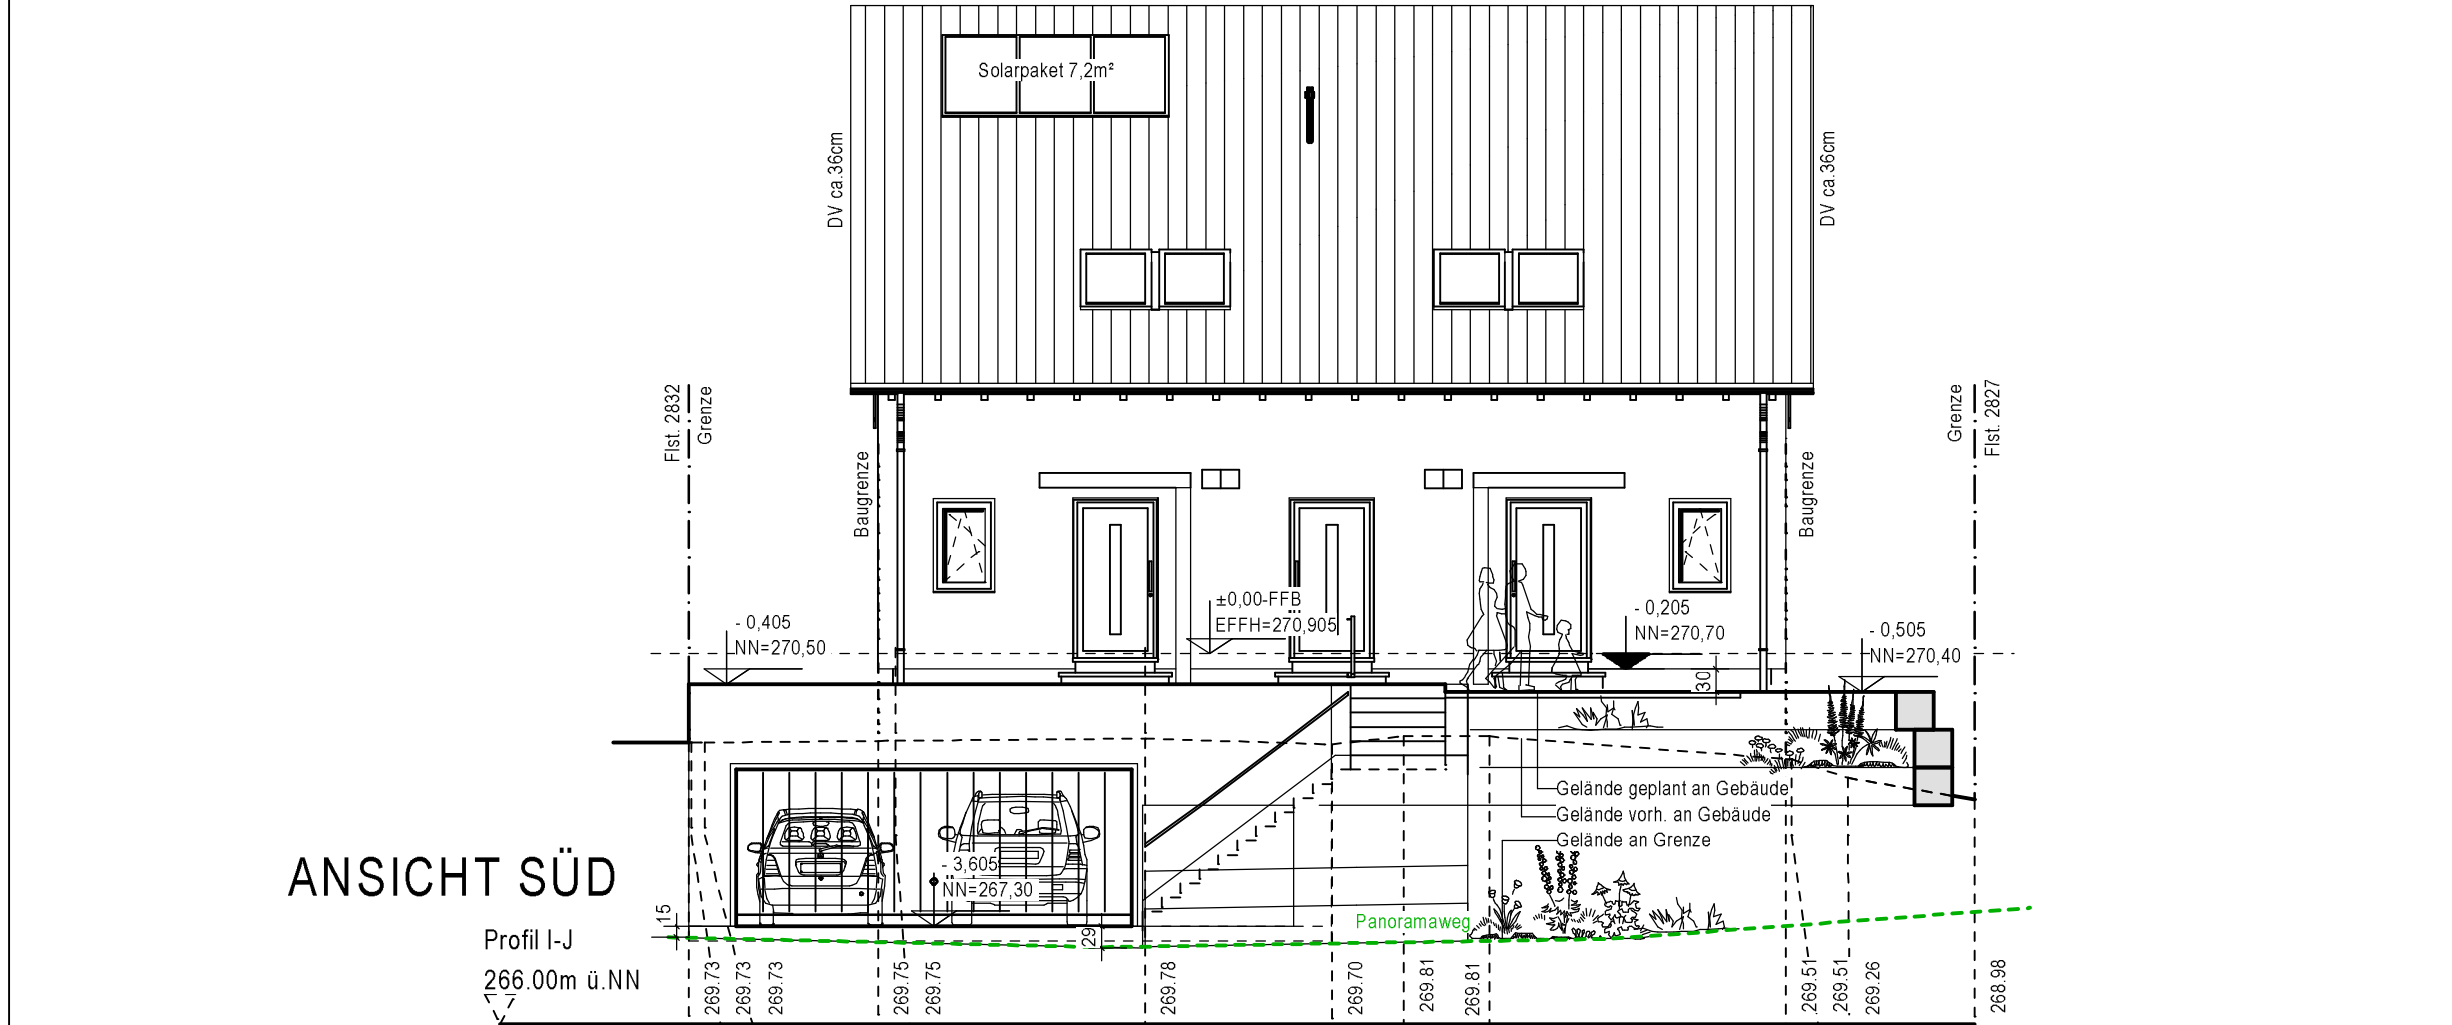 Solarpaket 7,2m²
DV ca.36cm
DV ca.36cm
Flst. 2832
Grenze
Grenze
Flst. 2827
Baugrenze
Baugrenze
±0,00-FFB
EFFH=270,905
- 0,405
NN=270,50
- 0,205
NN=270,70
- 0,505
NN=270,40
30
Gelände geplant an Gebäude
Gelände vorh. an Gebäude
Gelände an Grenze
- 3,605
NN=267,30
ANSICHT SÜD
15
29
Panoramaweg
Profil I-J
266.00m ü.NN
269.73
269.73
269.73
269.75
269.75
269.78
269.70
269.81
269.81
269.51
269.51
269.26
268.98